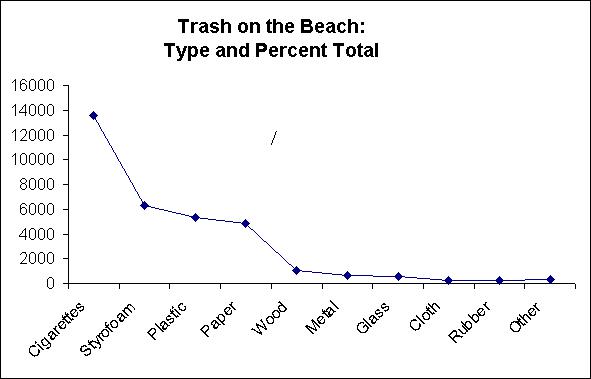 Trash on the Beach:
Type and Percent Total
16000
14000
12000
10000
8000
6000
4000
2000
0
/
Cigarettes
Styrofoam
Plastic
Paper
Wood
Metal
Glass
Cloth
Rubber
Other